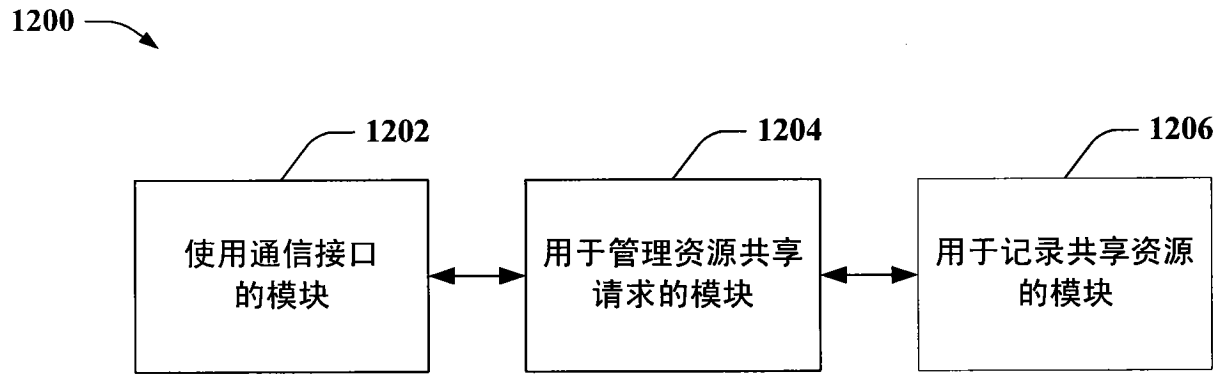 1200
1202
1204
1206
使用通信接口
的模块
用于管理资源共享
请求的模块
用于记录共享资源
的模块